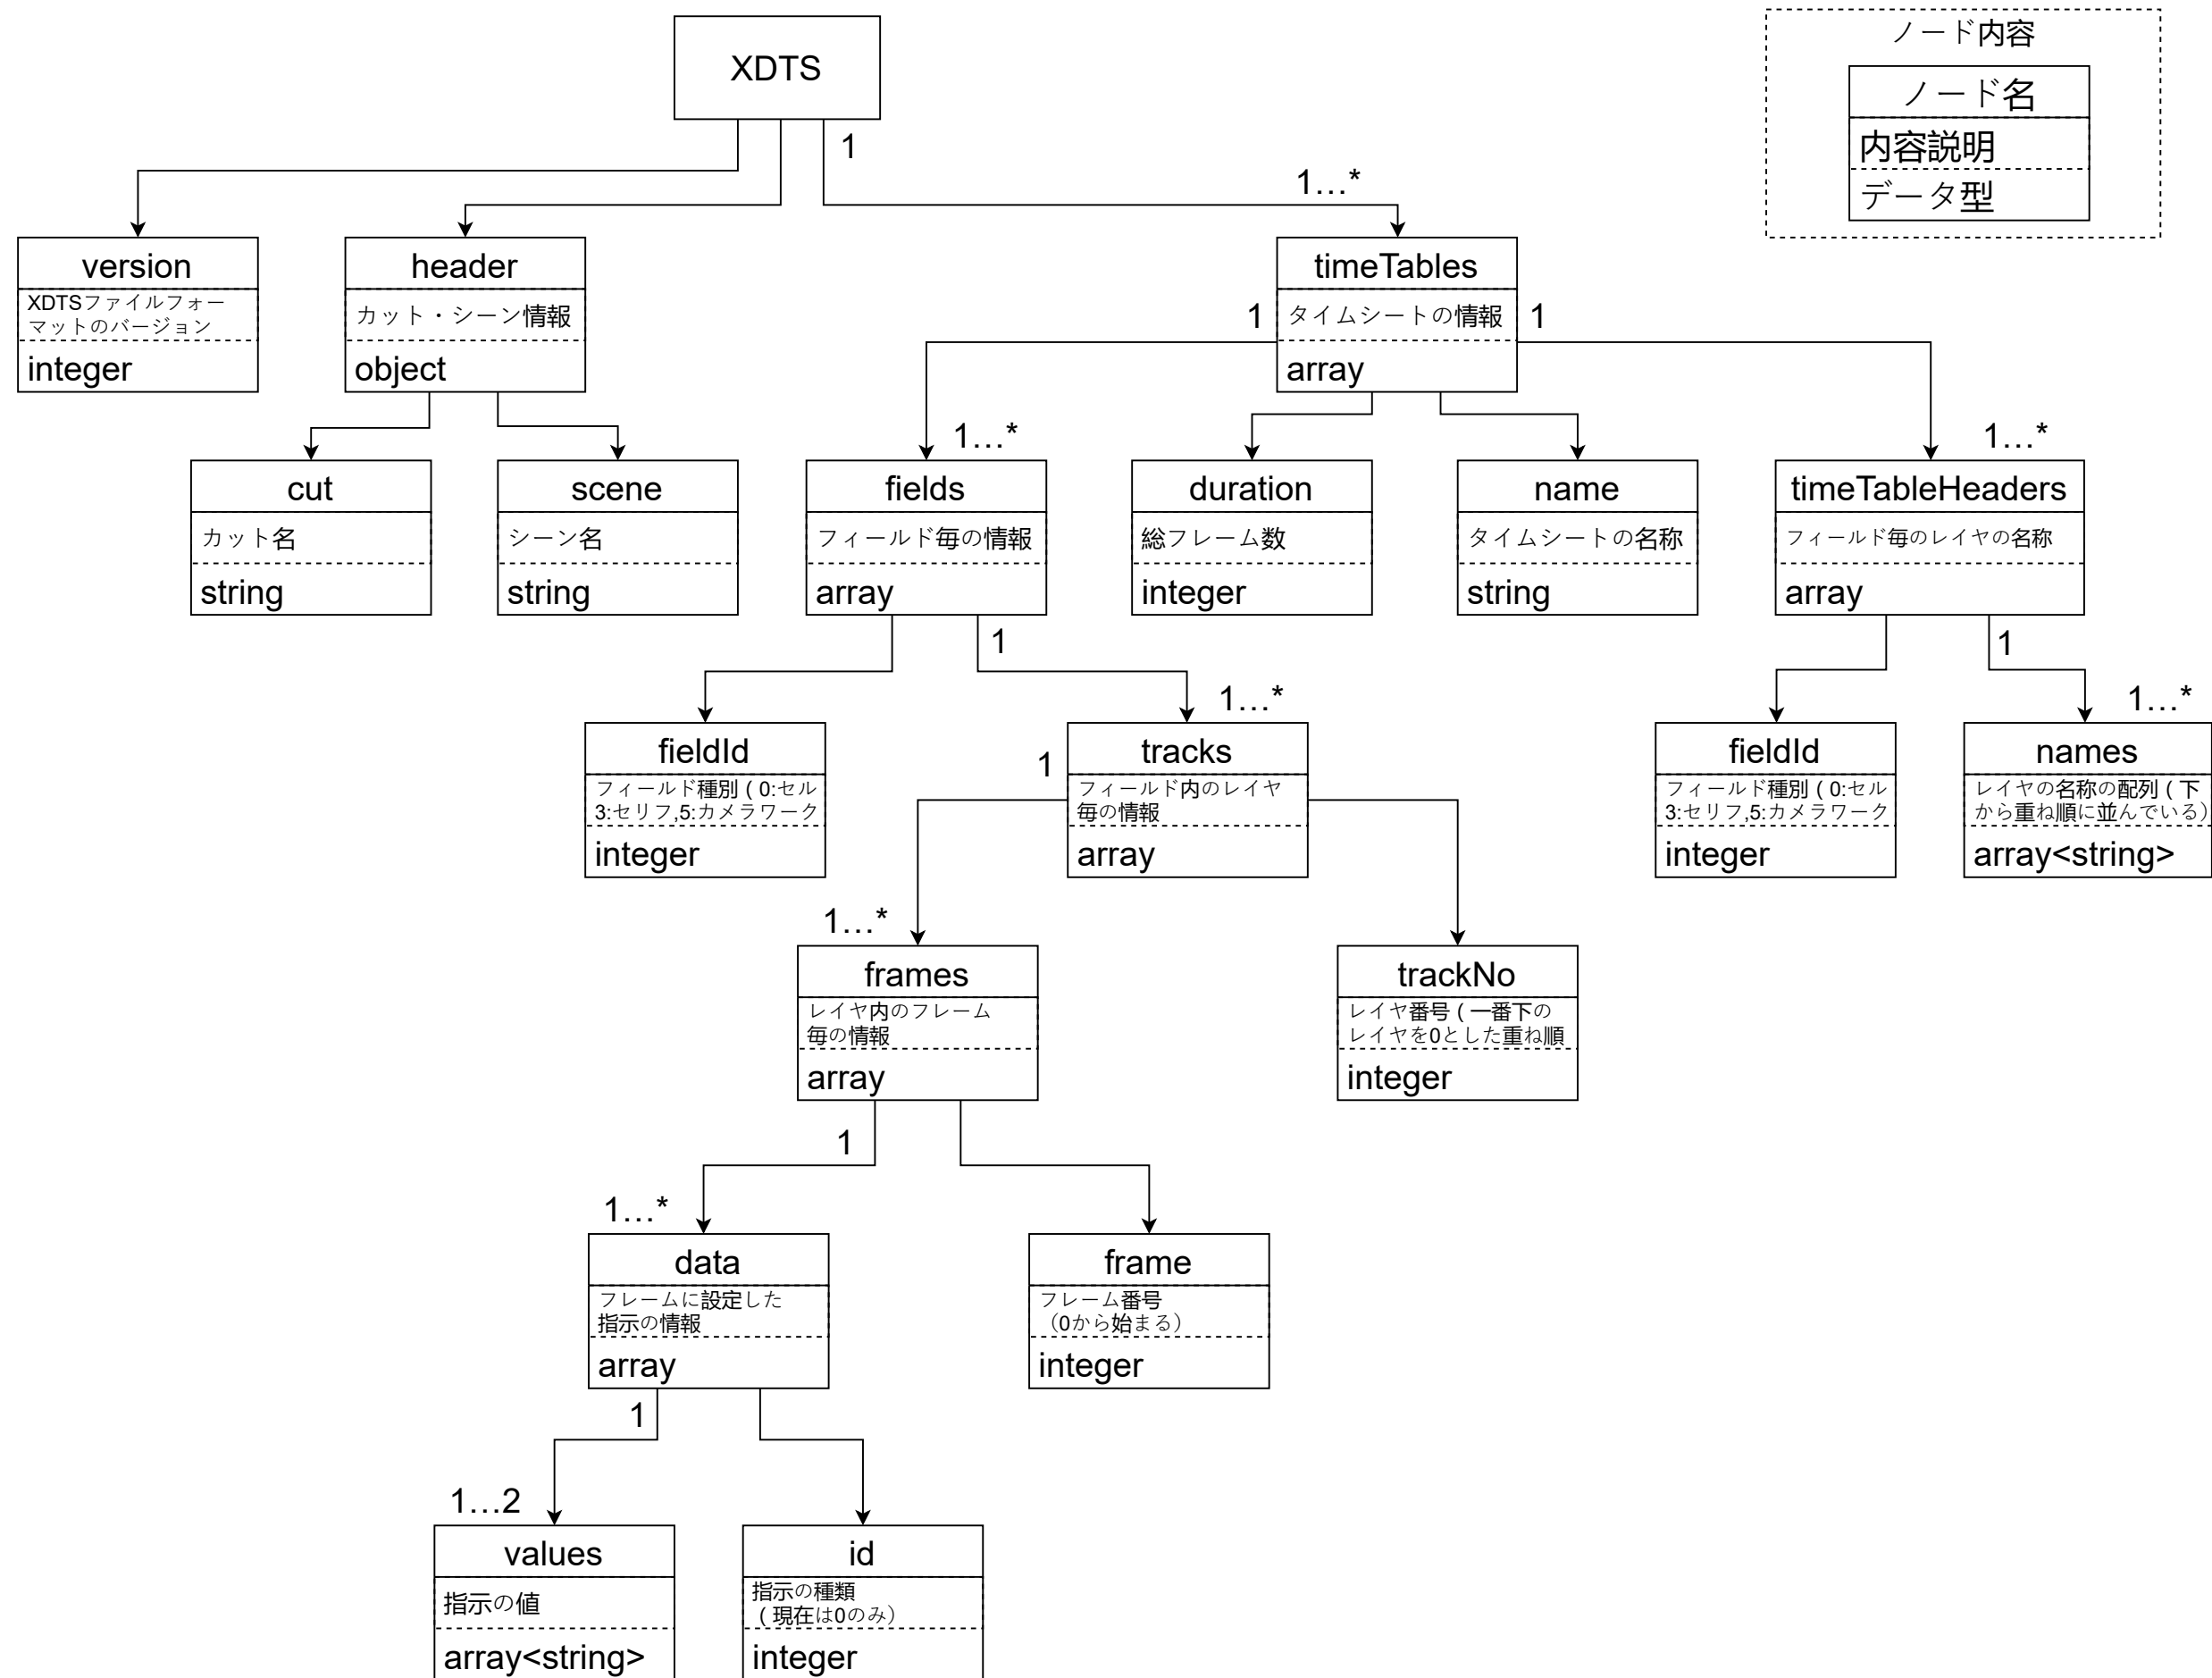 XDTS
ノード内容
ノード名
内容説明
データ型
1
1…*
version
XDTSファイルフォー
マットのバージョン
integer
header
カット・シーン情報
object
timeTables
タイムシートの情報
array
1
1
1…*
1…*
cut
カット名
string
scene
シーン名
string
fields
フィールド毎の情報
array
duration
総フレーム数
integer
name
タイムシートの名称
string
timeTableHeaders
フィールド毎のレイヤの名称
array
1
1
1…*
1…*
fieldId
フィールド種別（0:セル
3:セリフ,5:カメラワーク
integer
1
tracks
フィールド内のレイヤ
毎の情報
array
fieldId
フィールド種別（0:セル
3:セリフ,5:カメラワーク
integer
names
レイヤの名称の配列（下
から重ね順に並んでいる）
array<string>
1…*
frames
レイヤ内のフレーム
毎の情報
array
trackNo
レイヤ番号（一番下の
レイヤを0とした重ね順
integer
1
1…*
data
フレームに設定した
指示の情報
array
frame
フレーム番号
（0から始まる）
integer
1
1…2
values
指示の値
array<string>
id
指示の種類
（現在は0のみ）
integer